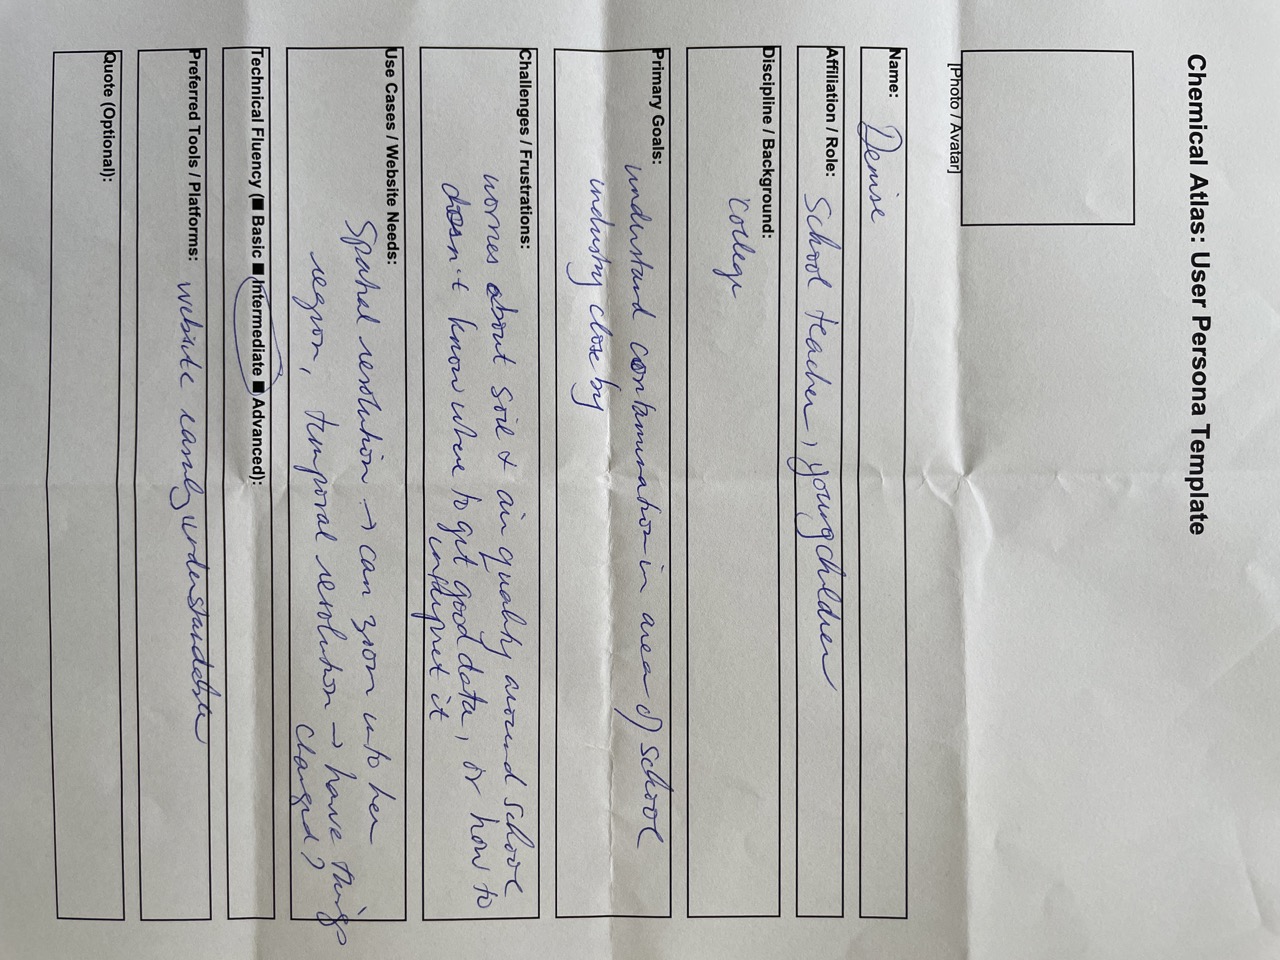 Chemical Atlas: User Persona Template
[Photo / Avatar]
Name: Denise
Affiliation / Role: School teacher, young children
Discipline / Background:
college
Primary Goals:
understand contamination in area of school
industry close by
Challenges / Frustrations:
worries about soil & air quality around school
doesn't know where to get good data, or how to
interpret it
Use Cases / Website Needs:
Spatial resolution → can zoom into her
region, temporal resolution → have things
changed?
Technical Fluency (■ Basic ■ Intermediate ■ Advanced):
Preferred Tools / Platforms: website easily understandable
Quote (Optional):